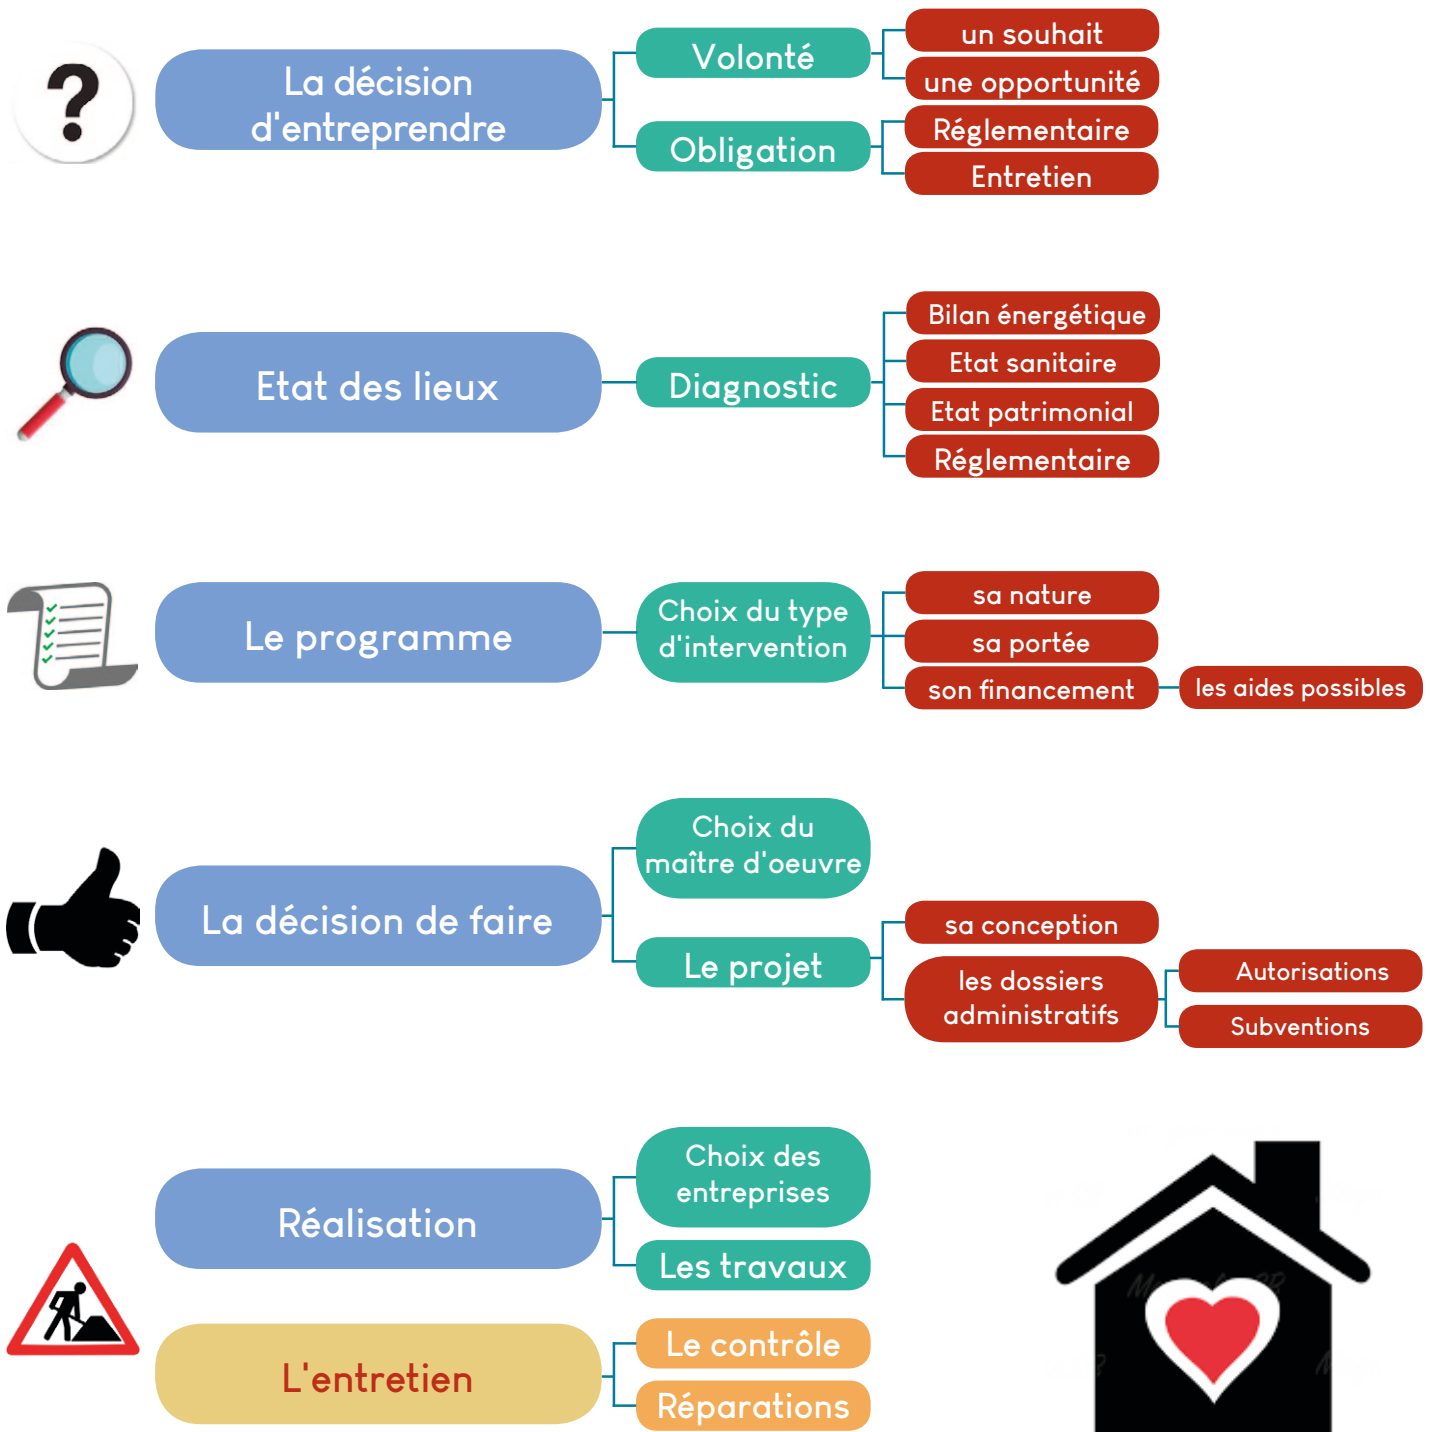 La décision
d'entreprendre
Volonté
un souhait
une opportunité
Obligation
Réglementaire
Entretien
Etat des lieux
Diagnostic
Bilan énergétique
Etat sanitaire
Etat patrimonial
Réglementaire
Le programme
Choix du type
d'intervention
sa nature
sa portée
son financement
les aides possibles
La décision de faire
Choix du
maître d'oeuvre
Le projet
sa conception
les dossiers
administratifs
Autorisations
Subventions
Réalisation
Choix des
entreprises
Les travaux
L'entretien
Le contrôle
Réparations